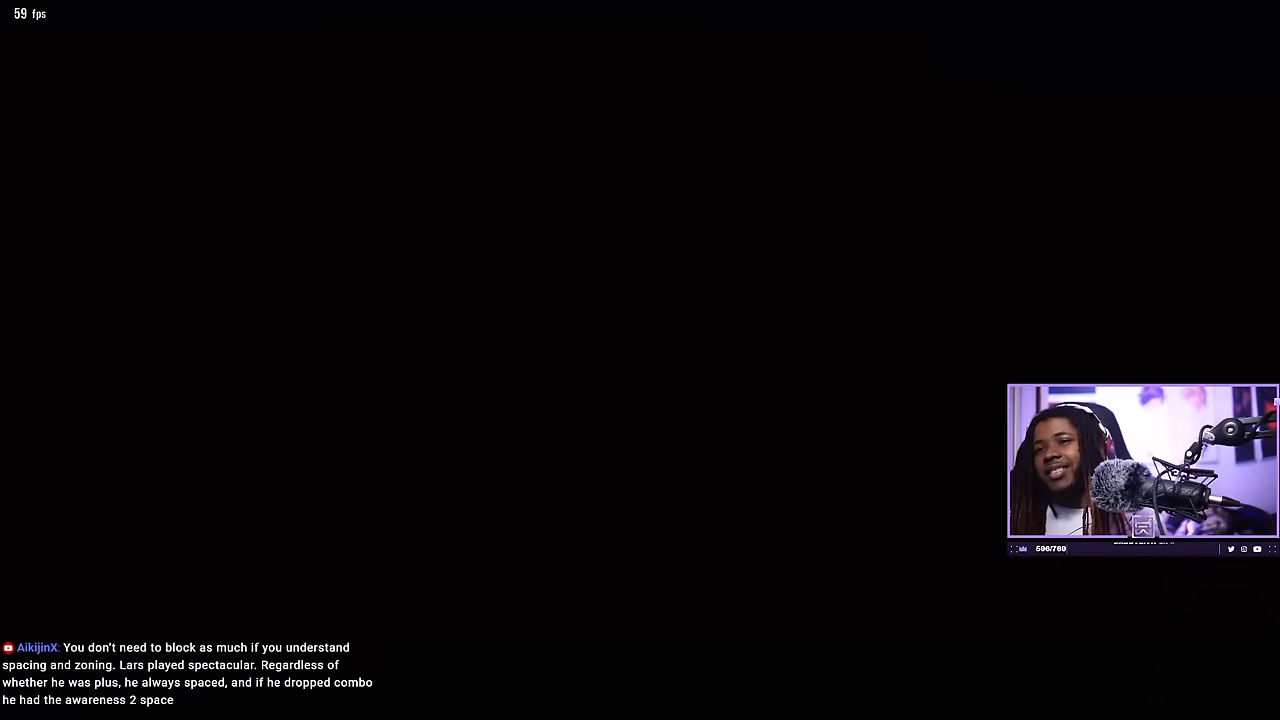 59 fps
596/769
AikijinX: You don't need to block as much if you understand
spacing and zoning. Lars played spectacular. Regardless of
whether he was plus, he always spaced, and if he dropped combo
he had the awareness 2 space